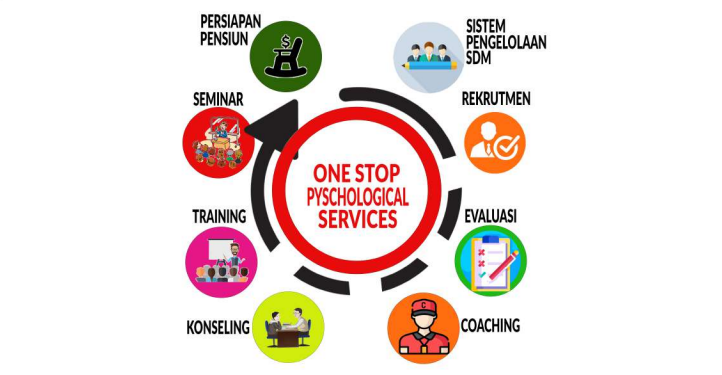 PERSIAPAN
PENSIUN
$
SISTEM
PENGELOLAAN
SDM
SEMINAR
REKRUTMEN
ONE STOP
PYSCHOLOGICAL
SERVICES
TRAINING
EVALUASI
KONSELING
C
COACHING